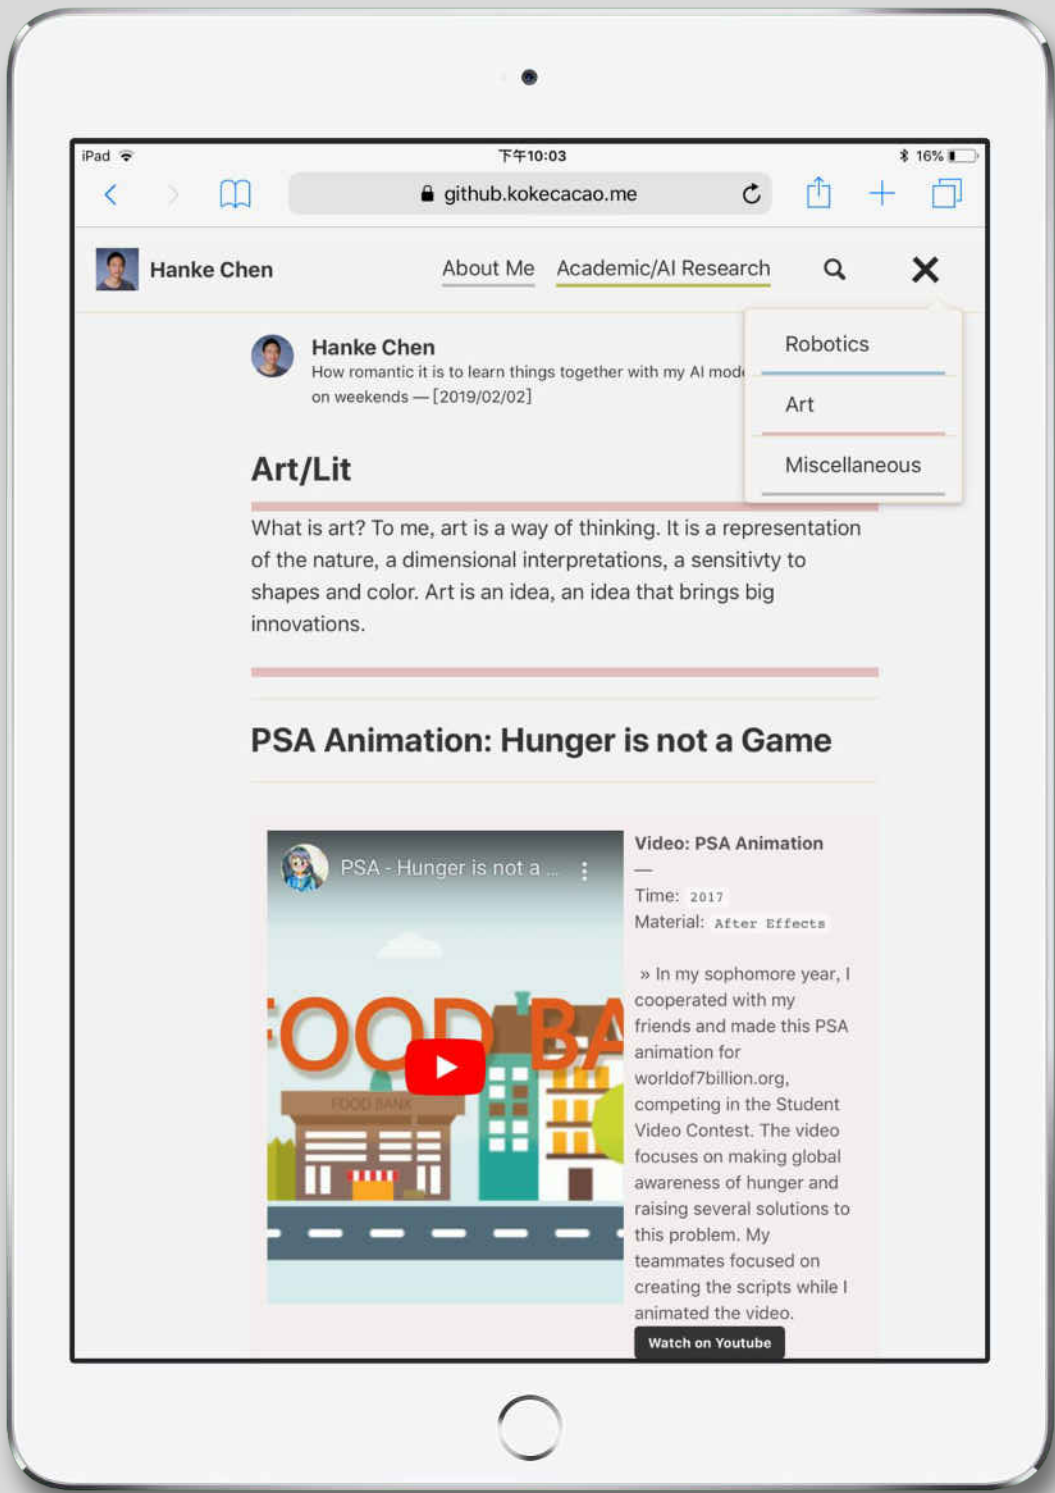 iPad
下午10:03
16%
github.kokecacao.me
Hanke Chen
About Me
Academic/AI Research
Robotics
Art
Miscellaneous
Hanke Chen
How romantic it is to learn things together with my AI
on weekends — [2019/02/02]
Art/Lit
What is art? To me, art is a way of thinking. It is a representation
of the nature, a dimensional interpretations, a sensitivty to
shapes and color. Art is an idea, an idea that brings big
innovations.
PSA Animation: Hunger is not a Game
PSA - Hunger is not a ...
FOOD BA
FOOD BANK
Video: PSA Animation
—
Time: 2017
Material: After Effects
» In my sophomore year, I
cooperated with my
friends and made this PSA
animation for
worldof7billion.org,
competing in the Student
Video Contest. The video
focuses on making global
awareness of hunger and
raising several solutions to
this problem. My
teammates focused on
creating the scripts while I
animated the video.
Watch on Youtube